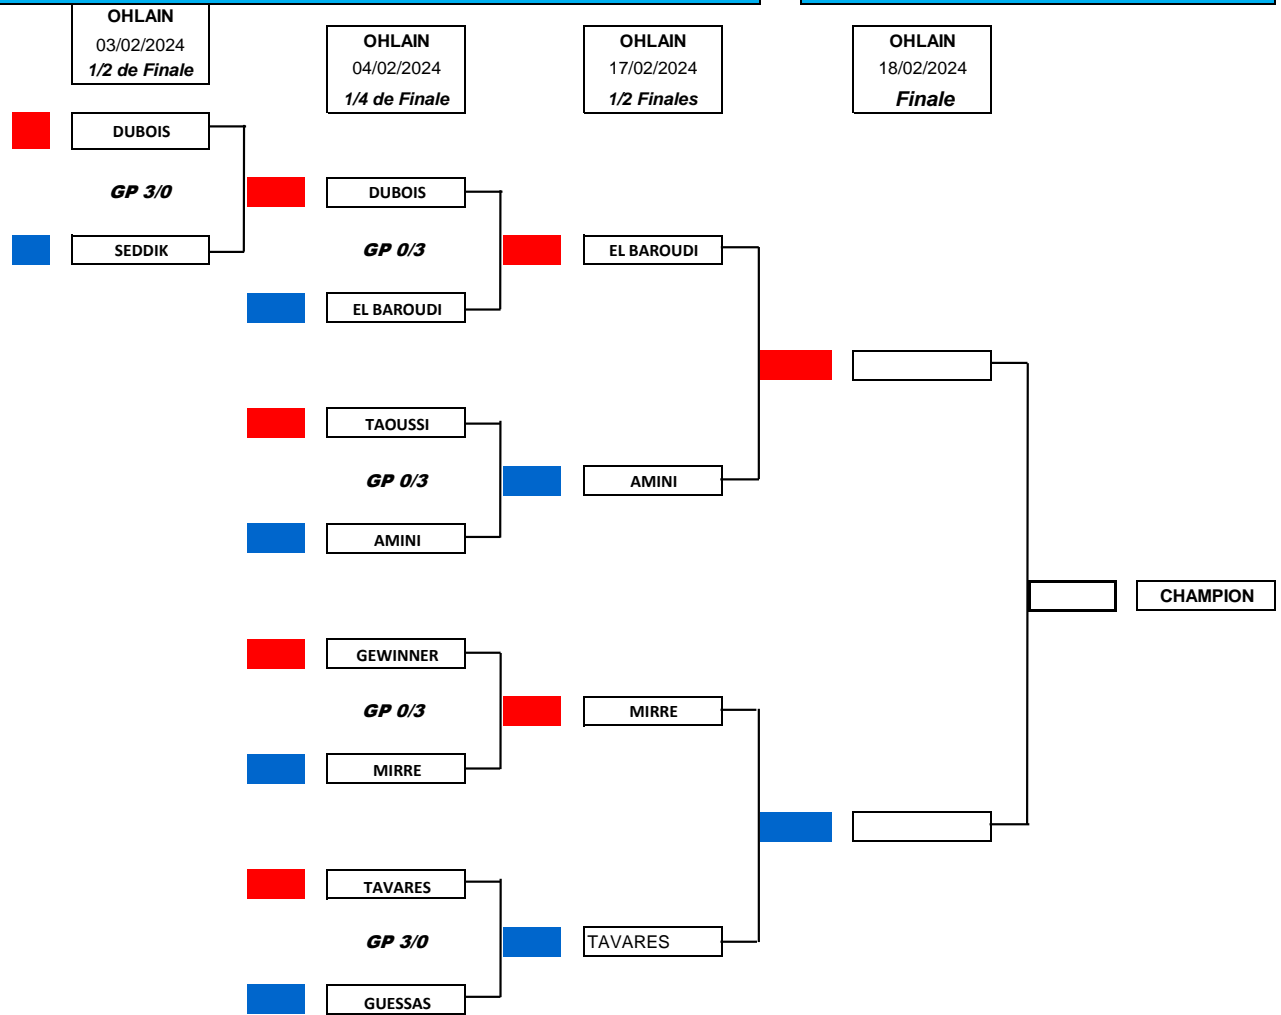 OHLAIN
03/02/2024
1/2 de Finale
OHLAIN
04/02/2024
1/4 de Finale
OHLAIN
17/02/2024
1/2 Finales
OHLAIN
18/02/2024
Finale
DUBOIS
GP 3/0
SEDDIK
DUBOIS
GP 0/3
EL BAROUDI
TAOUSSI
GP 0/3
AMINI
GEWINNER
GP 0/3
MIRRE
TAVARES
GP 3/0
GUESSAS
EL BAROUDI
AMINI
MIRRE
TAVARES
CHAMPION